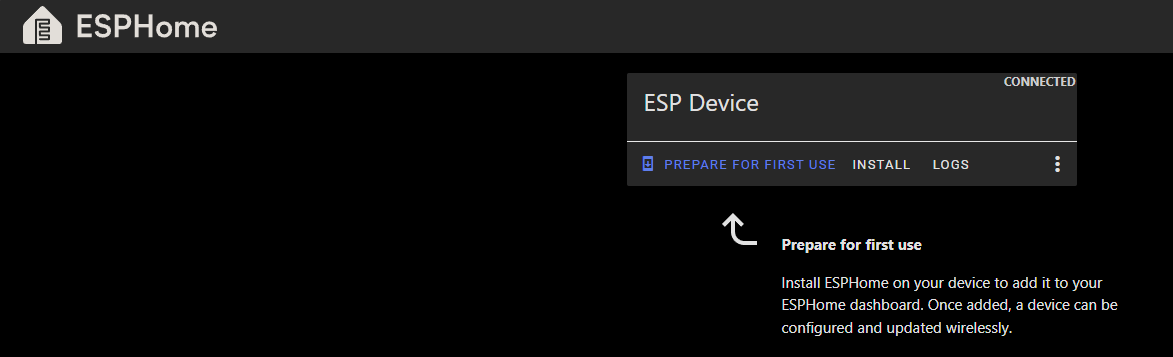 ESPHome
CONNECTED
ESP Device
PREPARE FOR FIRST USE INSTALL LOGS
Prepare for first use
Install ESPHome on your device to add it to your
ESPHome dashboard. Once added, a device can be
configured and updated wirelessly.